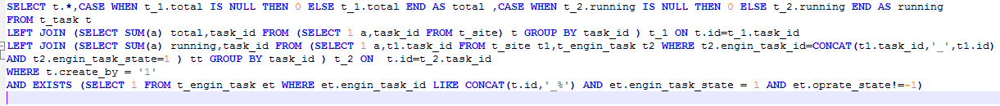 SELECT t.*,CASE WHEN t_1.total IS NULL THEN 0 ELSE t_1.total END AS total ,CASE WHEN t_2.running IS NULL THEN 0 ELSE t_2.running END AS running
FROM t_task t
LEFT JOIN (SELECT SUM(a) total,task_id FROM (SELECT 1 a,task_id FROM t_site) t GROUP BY task_id ) t_1 ON t.id=t_1.task_id
LEFT JOIN (SELECT SUM(a) running,task_id FROM (SELECT 1 a,t1.task_id FROM t_site t1,t_engin_task t2 WHERE t2.engin_task_id=CONCAT(t1.task_id,'_',t1.id)
AND t2.engin_task_state=1 ) tt GROUP BY task_id ) t_2 ON  t.id=t_2.task_id
WHERE t.create_by = '1'
AND EXISTS (SELECT 1 FROM t_engin_task et WHERE et.engin_task_id LIKE CONCAT(t.id,'_%') AND et.engin_task_state = 1 AND et.oprate_state!=-1)